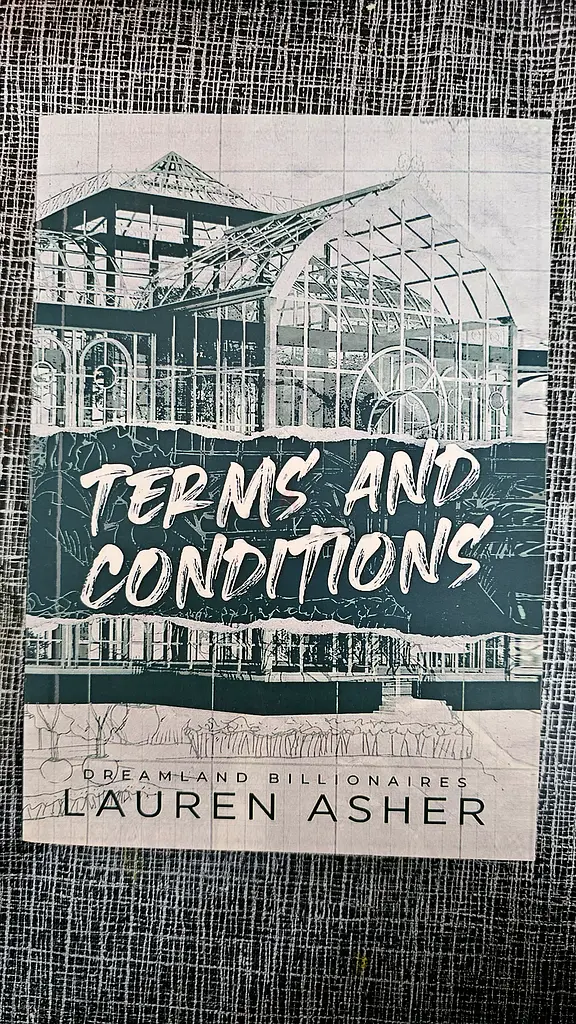 TERMS AND
CONDITIONS
DREAMLAND BILLIONAIRES
LAUREN ASHER